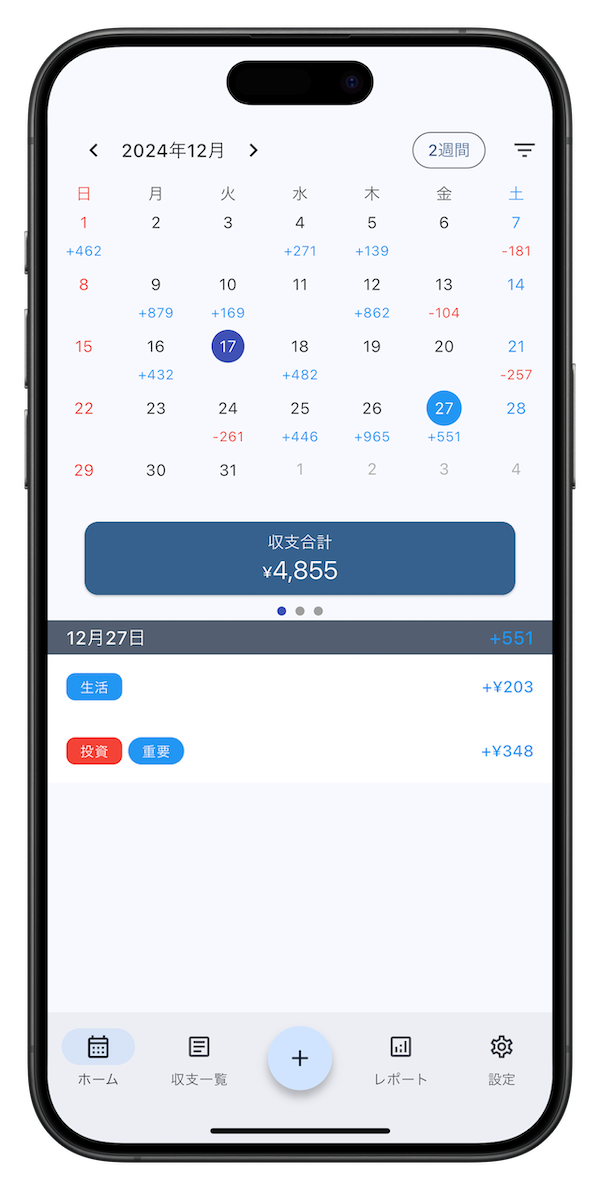 2024年12月 2週間
日 月 火 水 木 金 土
1 2 3 4 5 6 7
+462 +271 +139 -181
8 9 10 11 12 13 14
+879 +169 +862 -104
15 16 17 18 19 20 21
+432 +482 -257
22 23 24 25 26 27 28
-261 +446 +965 +551
29 30 31 1 2 3 4
収支合計
¥4,855
12月27日 +551
生活 +¥203
投資 重要 +¥348
ホーム 収支一覧 + レポート 設定